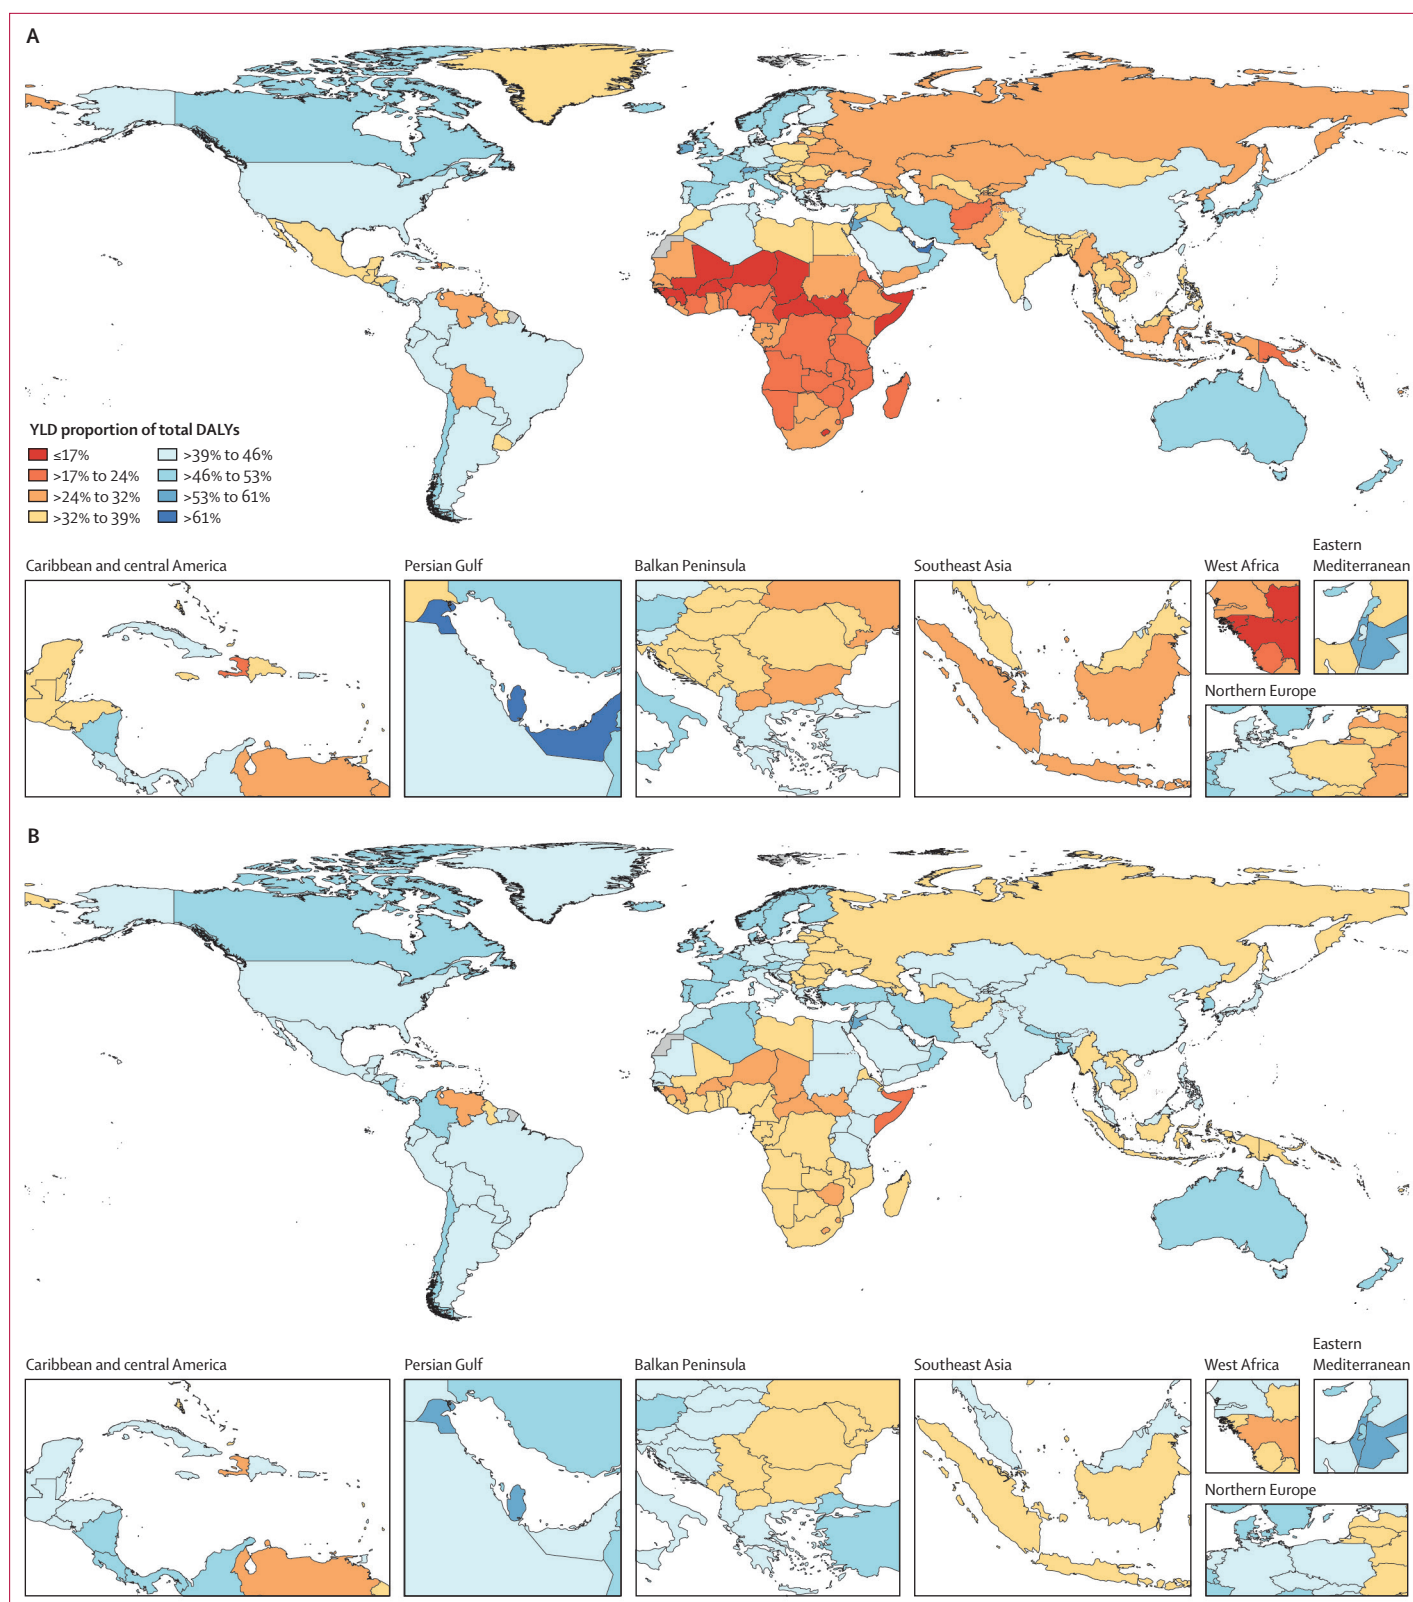 A
YLD proportion of total DALYs
≤17%
>17% to 24%
>24% to 32%
>32% to 39%
>39% to 46%
>46% to 53%
>53% to 61%
>61%
Caribbean and central America
Persian Gulf
Balkan Peninsula
Southeast Asia
West Africa
Eastern
Mediterranean
Northern Europe
B
Caribbean and central America
Persian Gulf
Balkan Peninsula
Southeast Asia
West Africa
Eastern
Mediterranean
Northern Europe